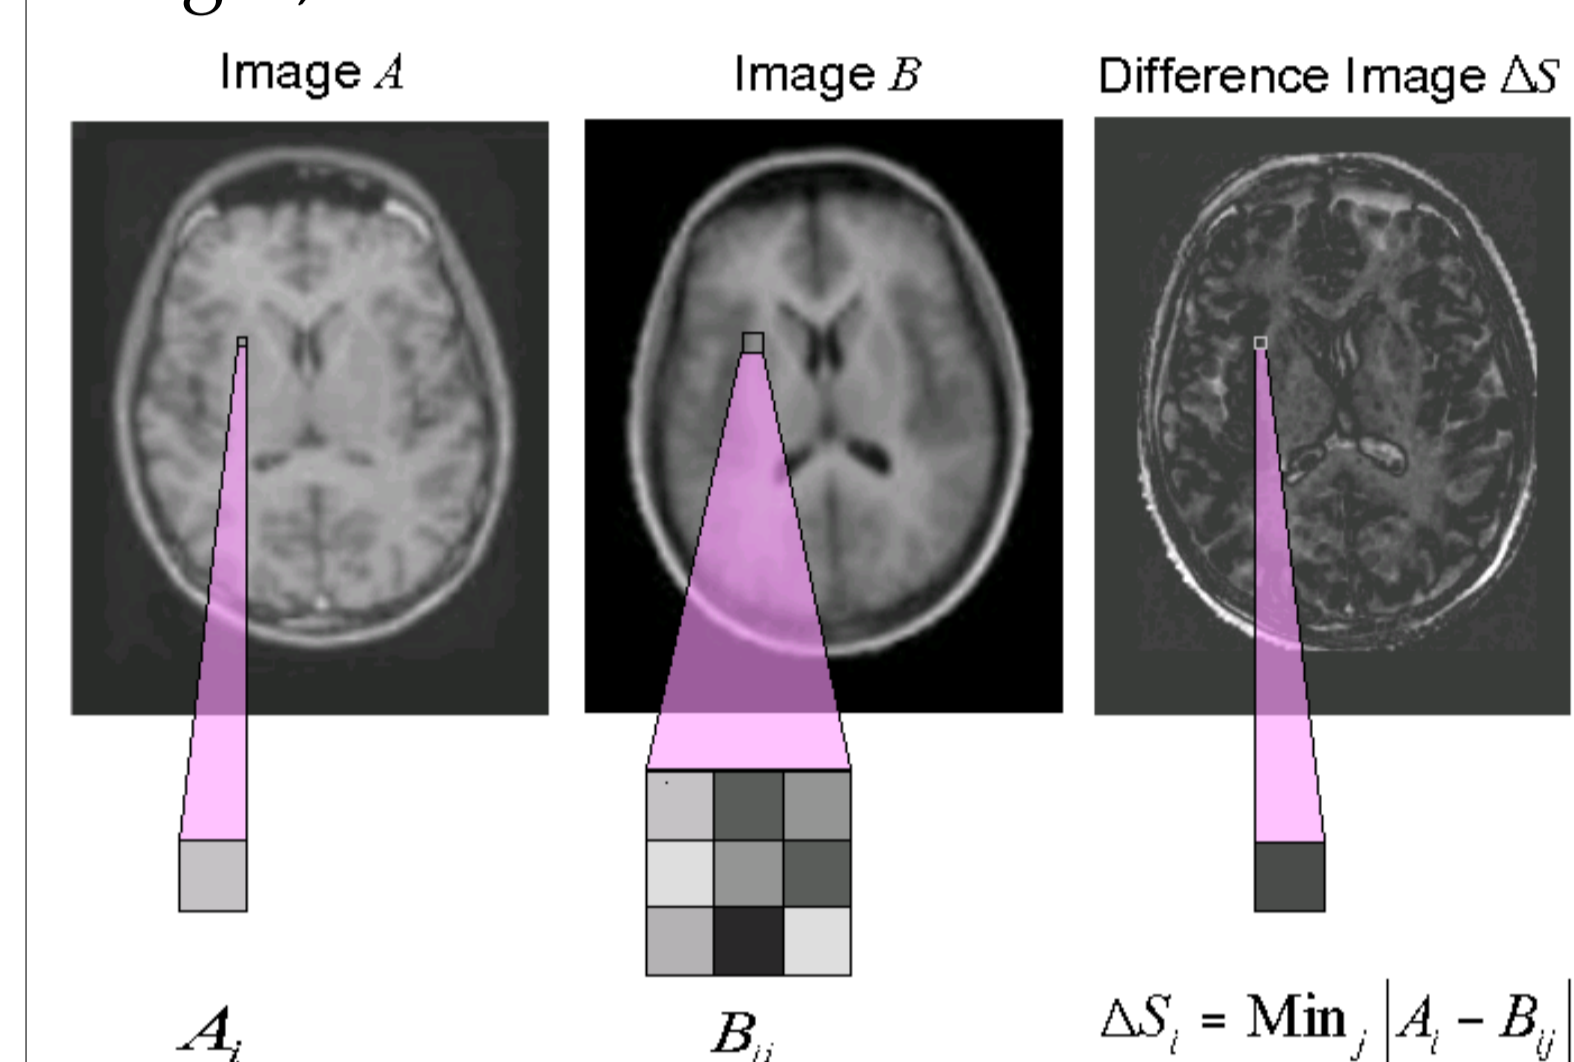 Image A
Image B
Difference Image ΔS
A_i
B_ij
ΔS_i = Min_j |A_i − B_ij|